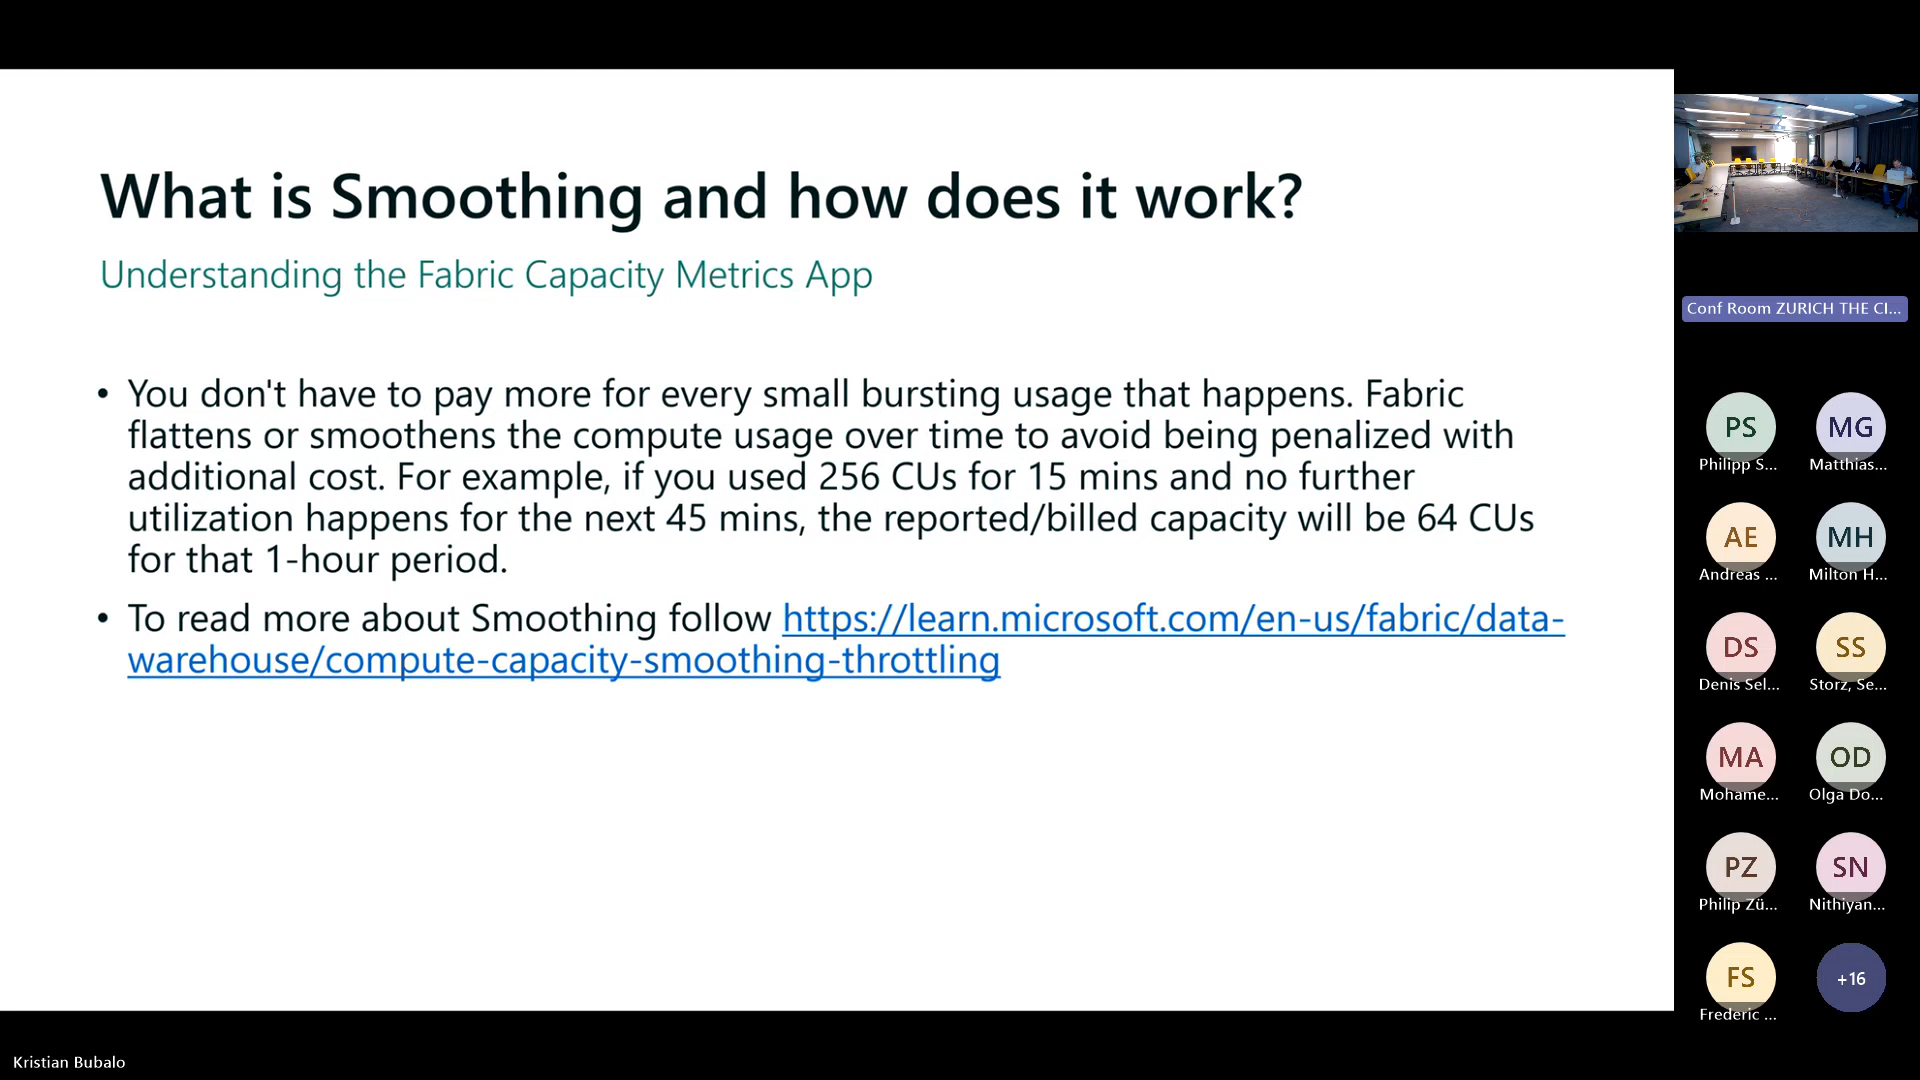 What is Smoothing and how does it work?
Understanding the Fabric Capacity Metrics App
• You don't have to pay more for every small bursting usage that happens. Fabric
flattens or smoothens the compute usage over time to avoid being penalized with
additional cost. For example, if you used 256 CUs for 15 mins and no further
utilization happens for the next 45 mins, the reported/billed capacity will be 64 CUs
for that 1-hour period.
• To read more about Smoothing follow https://learn.microsoft.com/en-us/fabric/data-
warehouse/compute-capacity-smoothing-throttling
Conf Room ZURICH THE CI...
PS MG
Philipp S... Matthias...
AE MH
Andreas ... Milton H...
DS SS
Denis Sel... Storz, Se...
MA OD
Mohame... Olga Do...
PZ SN
Philip Zü... Nithiyan...
FS +16
Frederic ...
Kristian Bubalo